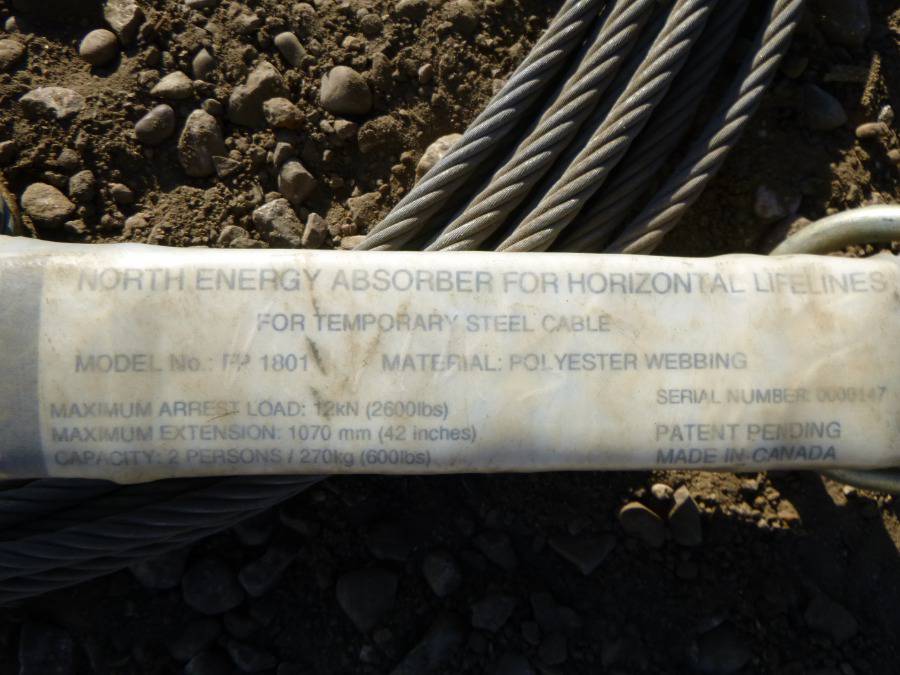 NORTH ENERGY ABSORBER FOR HORIZONTAL LIFELINES
FOR TEMPORARY STEEL CABLE
MODEL No.: FP 1801 MATERIAL: POLYESTER WEBBING
SERIAL NUMBER:
MAXIMUM ARREST LOAD: 12kN (2600lbs)
MAXIMUM EXTENSION: 1070 mm (42 inches)
PATENT PENDING
CAPACITY: 2 PERSONS / 270kg (600lbs)
MADE IN CANADA